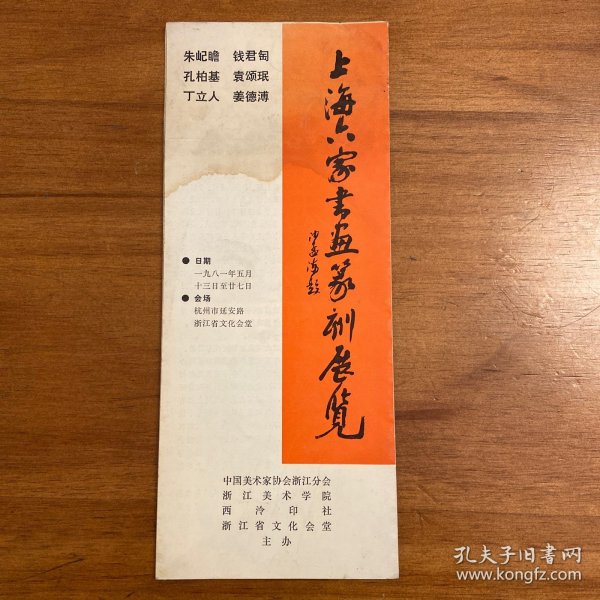 朱屺瞻 钱君匋
孔柏基 袁颂珉
丁立人 姜德溥
上海六家书画篆刻展览
沙孟海题
● 日期
一九八一年五月
十三日至廿七日
● 会场
杭州市延安路
浙江省文化会堂
中国美术家协会浙江分会
浙江美术学院
西泠印社
浙江省文化会堂
主办
孔夫子旧书网
www.kongfz.com